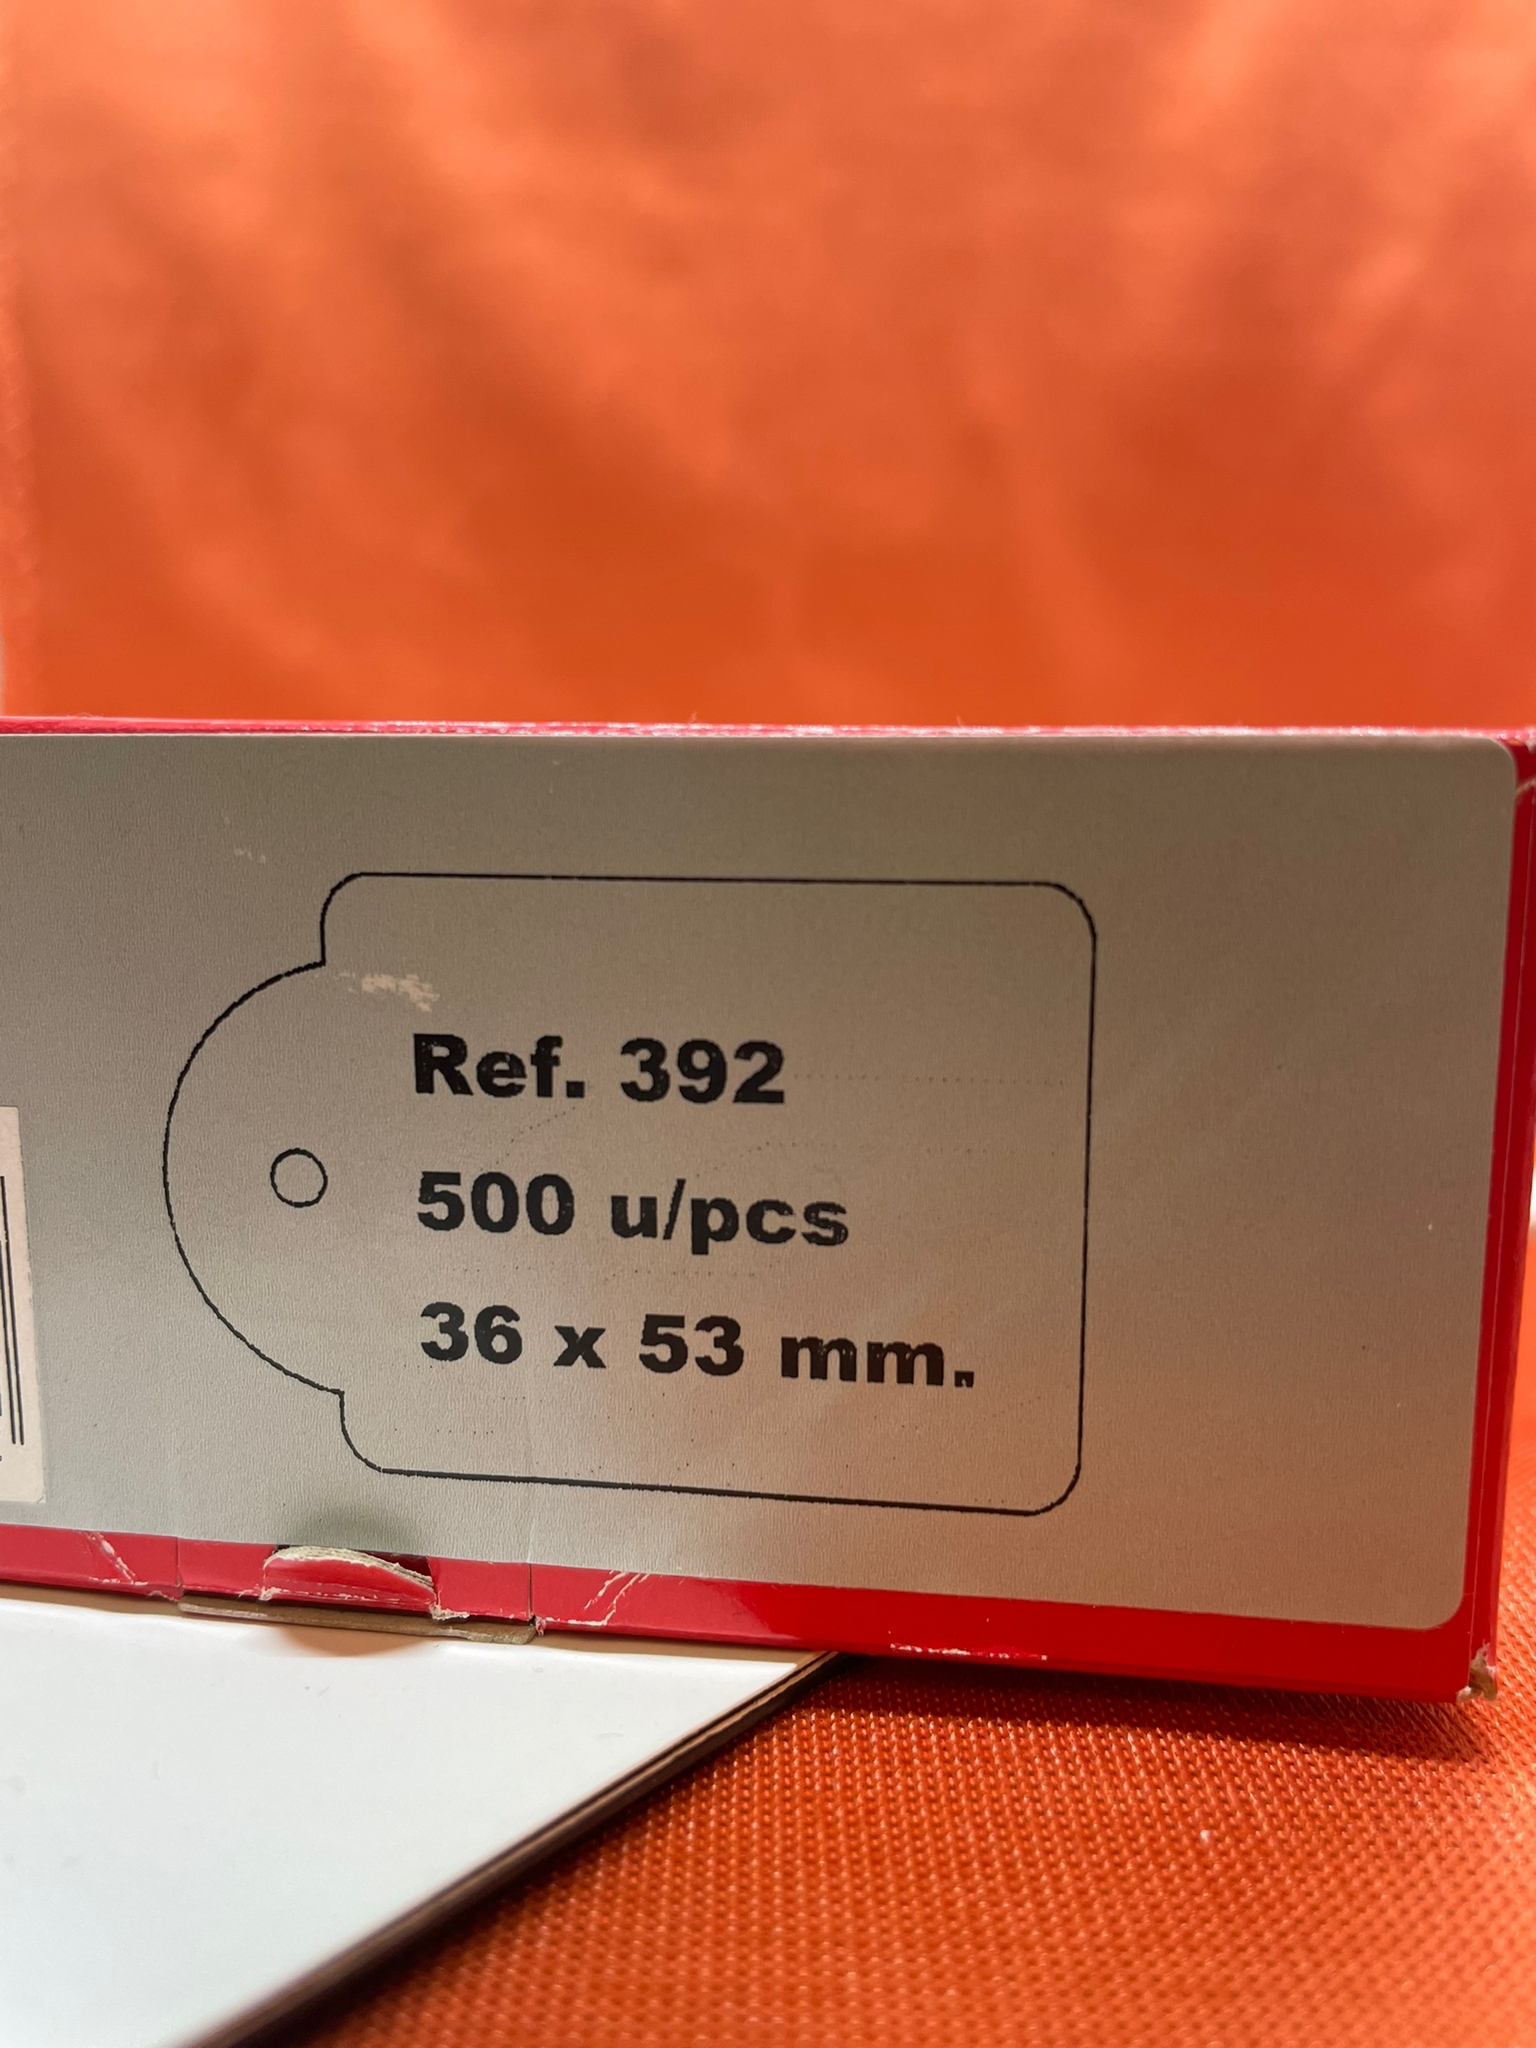 Ref. 392
500 u/pcs
36 x 53 mm.